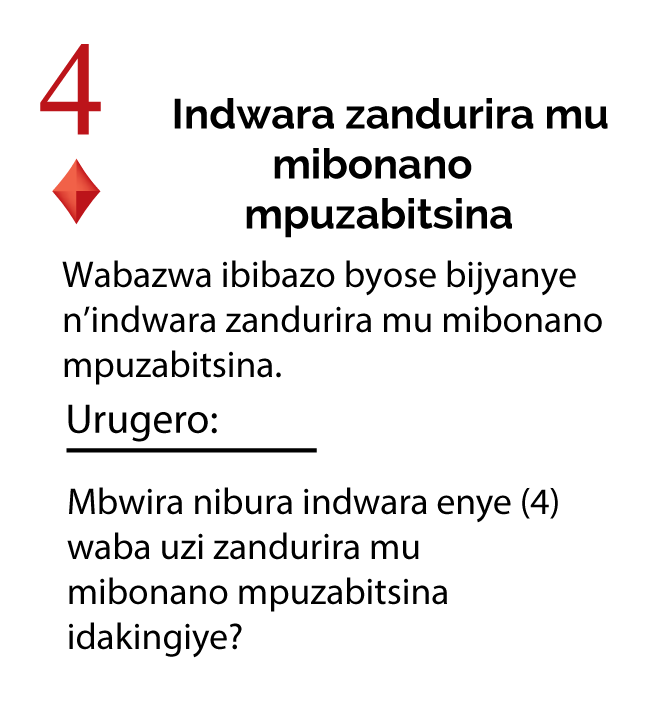 4
Indwara zandurira mu
mibonano
mpuzabitsina
Wabazwa ibibazo byose bijyanye
n’indwara zandurira mu mibonano
mpuzabitsina.
Urugero:
Mbwira nibura indwara enye (4)
waba uzi zandurira mu
mibonano mpuzabitsina
idakingiye?